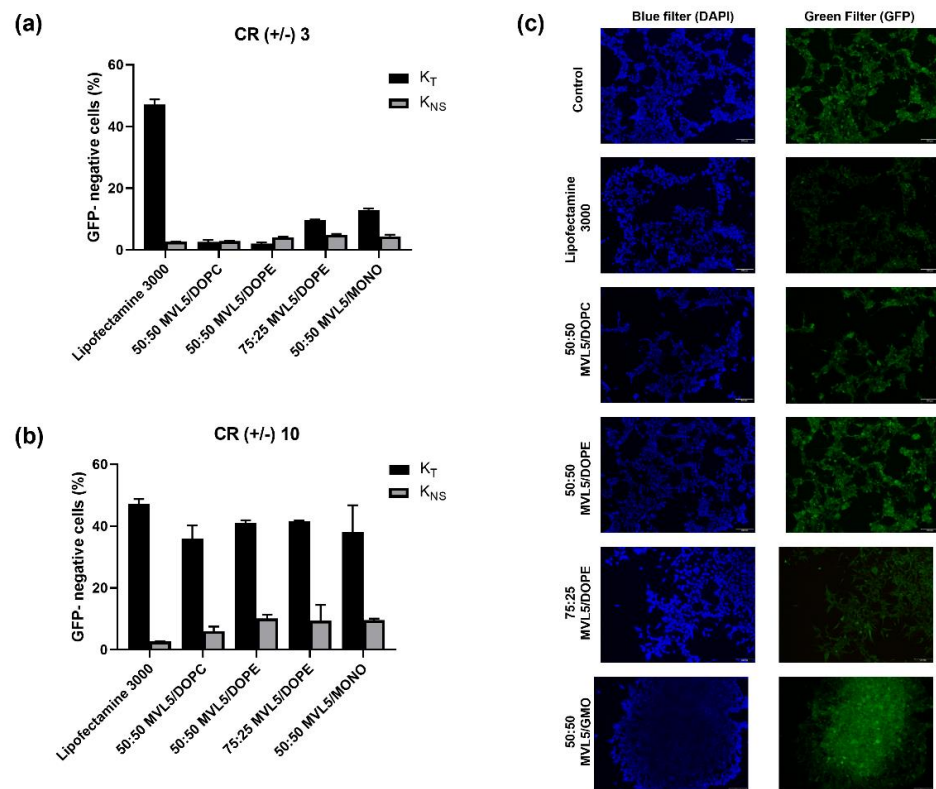 (a)
CR (+/-) 3
GFP- negative cells (%)
60
40
20
0
K_T
K_NS
Lipofectamine 3000
50:50 MVL5/DOPC
50:50 MVL5/DOPE
75:25 MVL5/DOPE
50:50 MVL5/MONO
(b)
CR (+/-) 10
GFP- negative cells (%)
60
40
20
0
K_T
K_NS
Lipofectamine 3000
50:50 MVL5/DOPC
50:50 MVL5/DOPE
75:25 MVL5/DOPE
50:50 MVL5/MONO
(c)
Blue filter (DAPI)
Green Filter (GFP)
Control
Lipofectamine
3000
50:50
MVL5/DOPC
50:50
MVL5/DOPE
75:25
MVL5/DOPE
50:50
MVL5/GMO